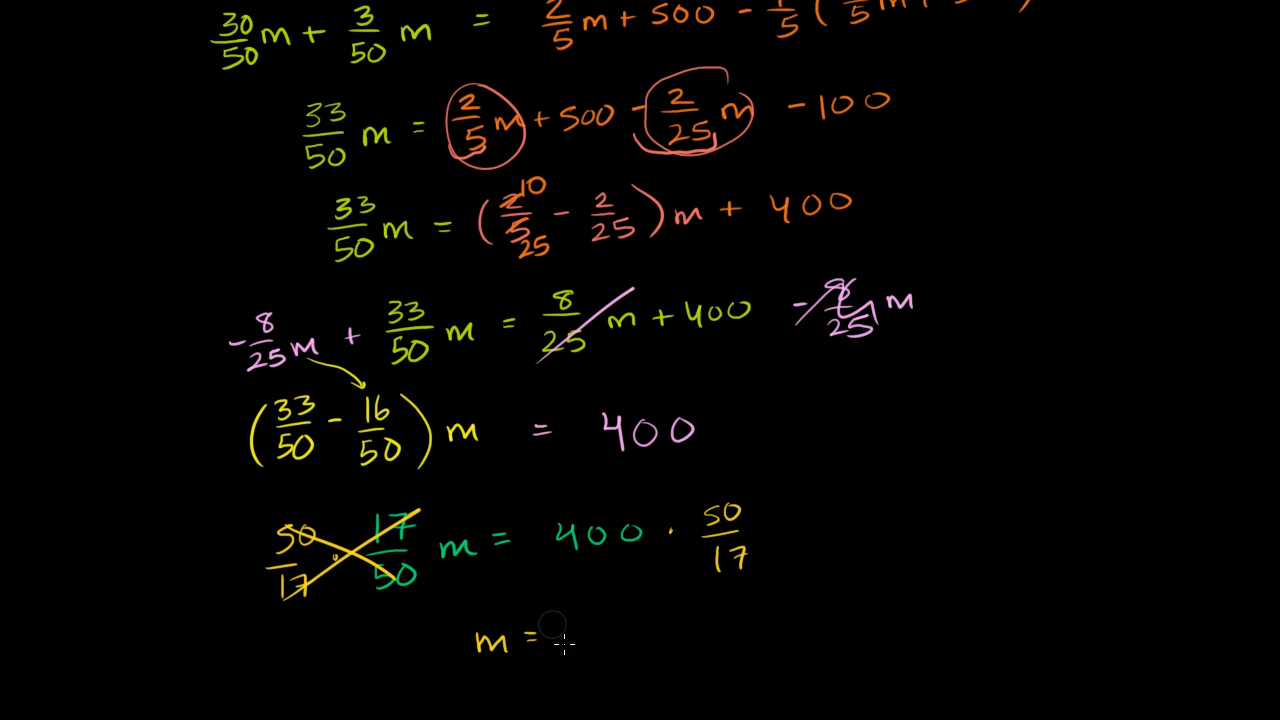 30/50 m + 3/50 m = 2/5 m + 500 - 1/5 (
33/50 m = 2/5 m + 500 - 2/25 m - 100
33/50 m = (2/5 10/25 - 2/25) m + 400
-8/25 m + 33/50 m = 8/25 m + 400 - 8/25 m
(33/50 - 16/50) m = 400
50/17 · 17/50 m = 400 · 50/17
m =